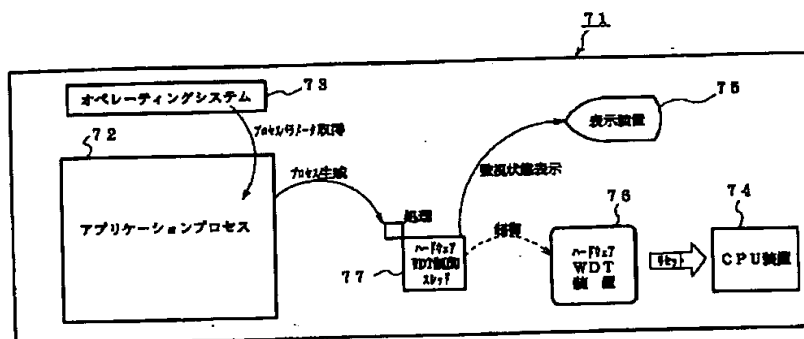 71
オペレーティングシステム
73
72
プロセスパラメータ取得
プロセス生成
アプリケーションプロセス
処理
ハードウェア
WDT制御
スレッド
77
監視状態表示
表示装置
75
76
ハードウェア
WDT
装置
リセット
74
CPU装置